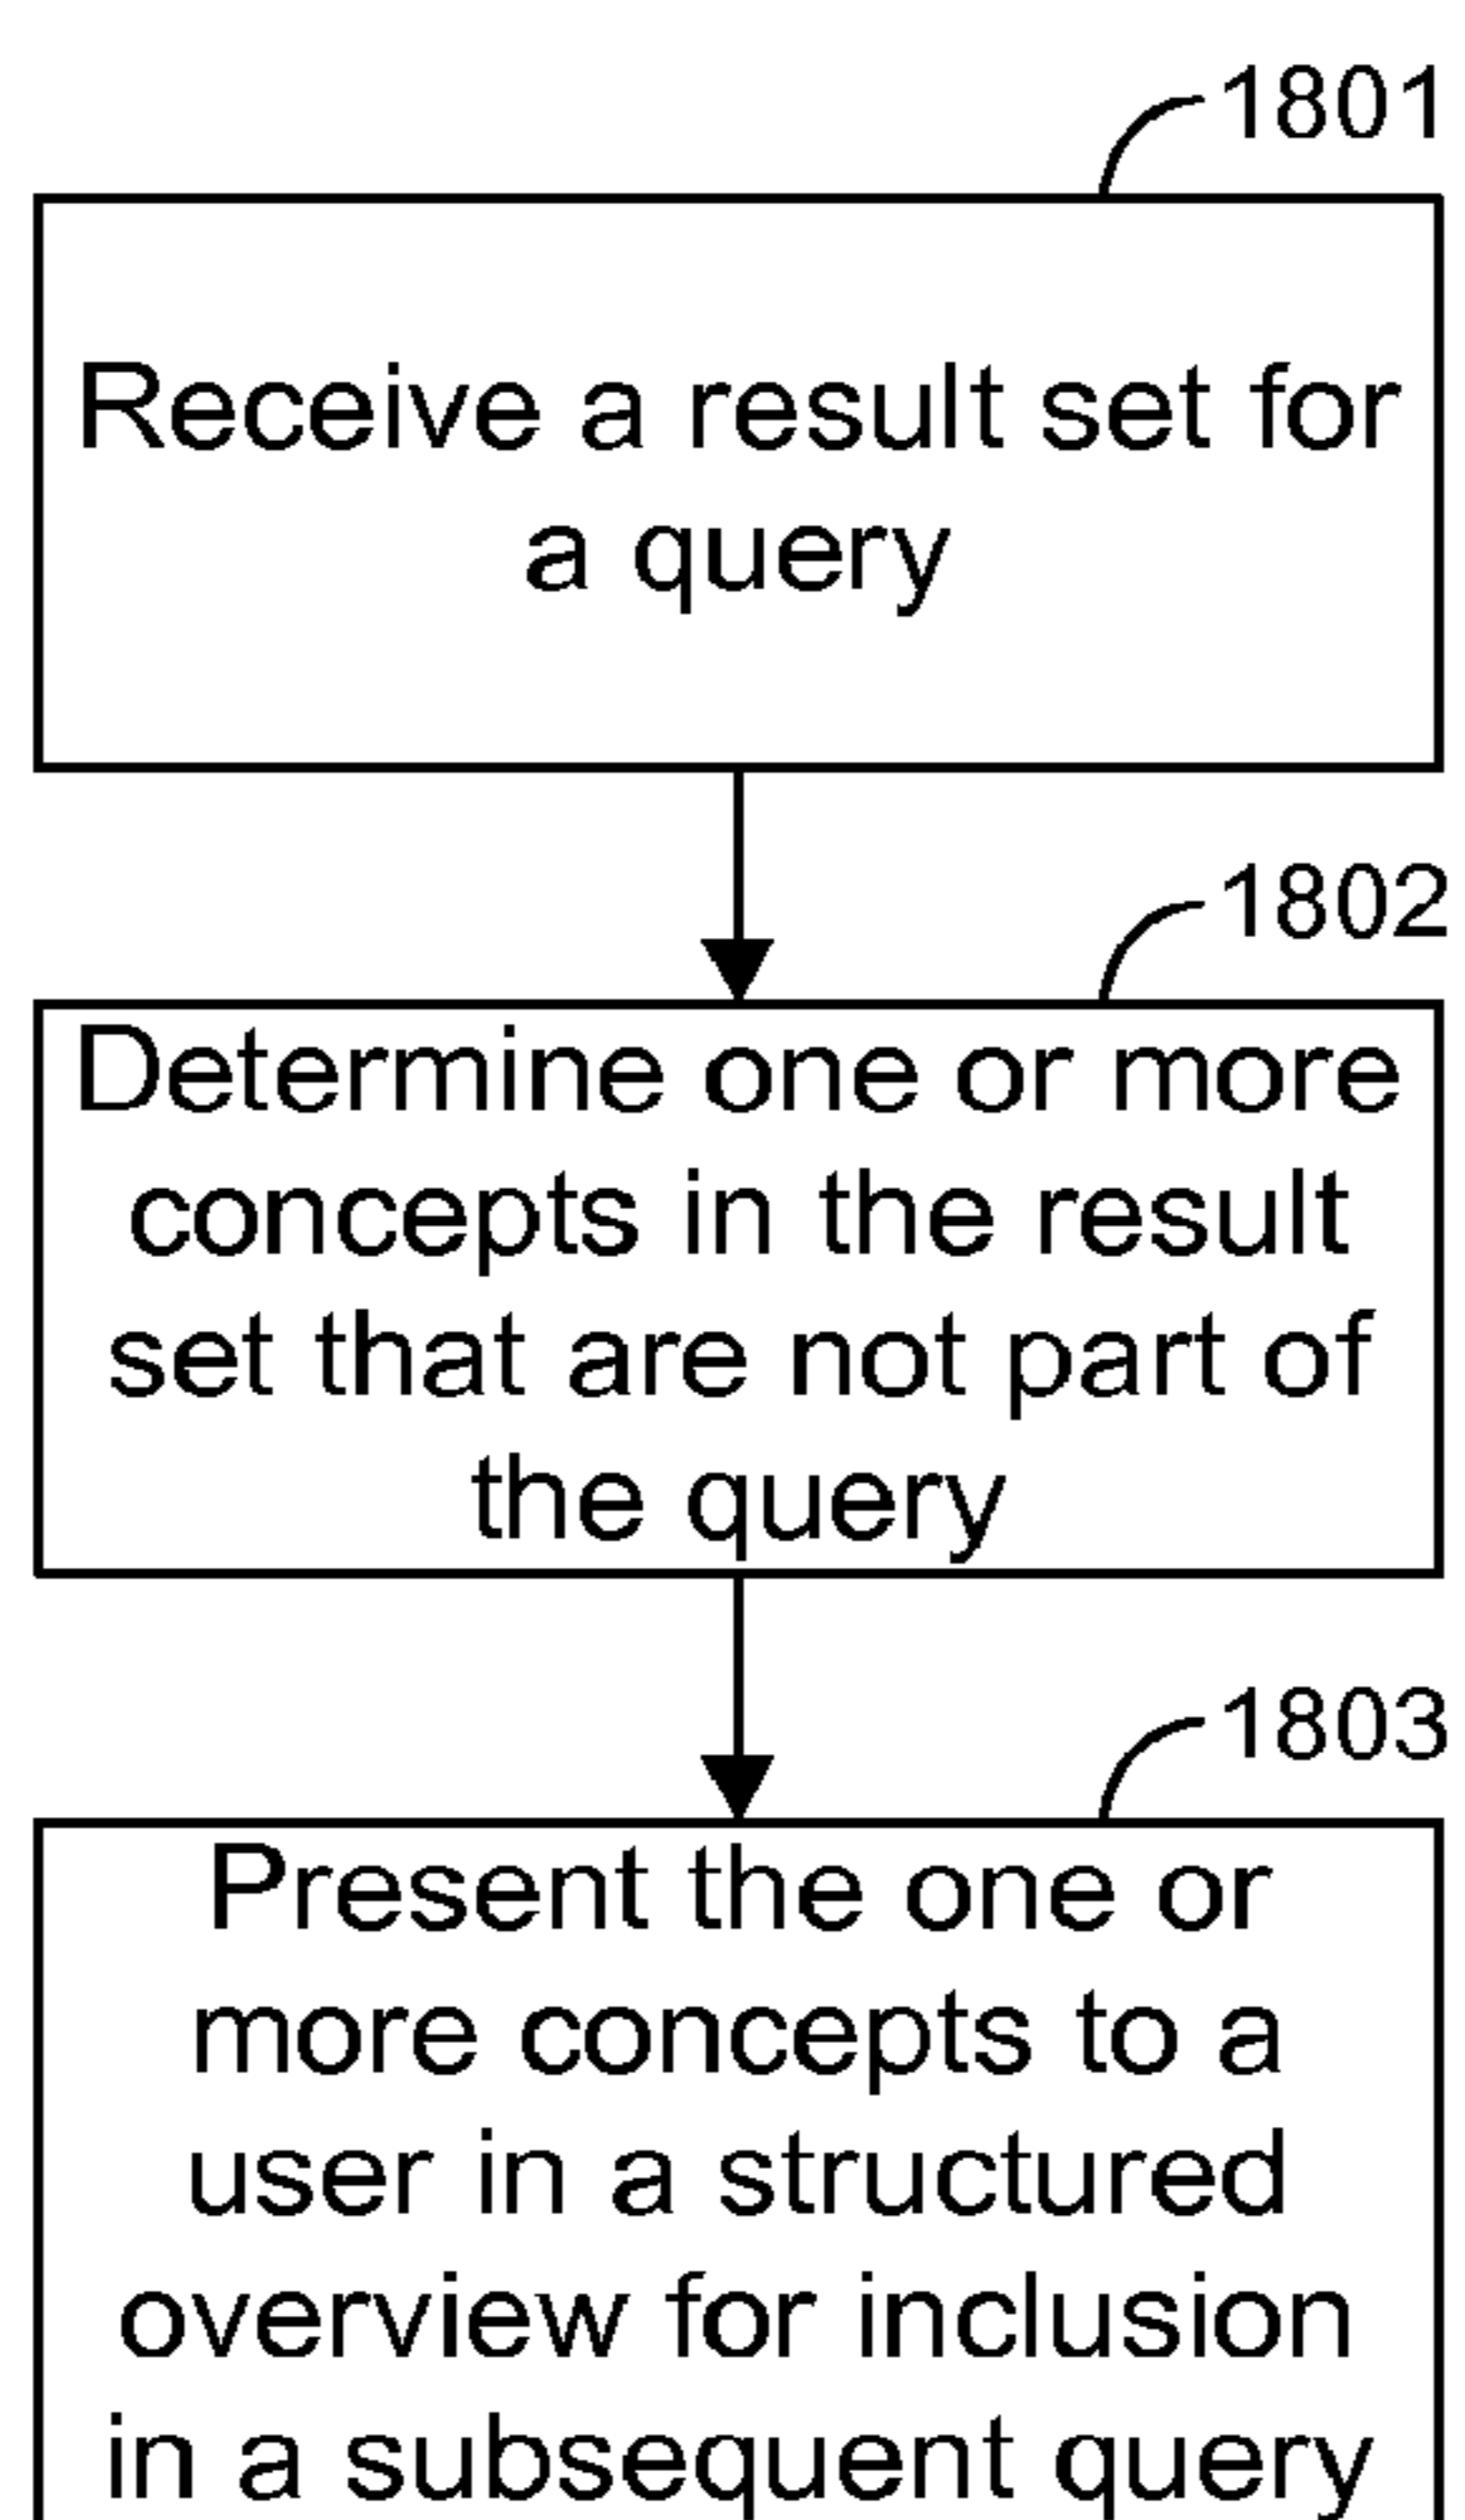 1801
Receive a result set for
a query
1802
Determine one or more
concepts in the result
set that are not part of
the query
1803
Present the one or
more concepts to a
user in a structured
overview for inclusion
in a subsequent query